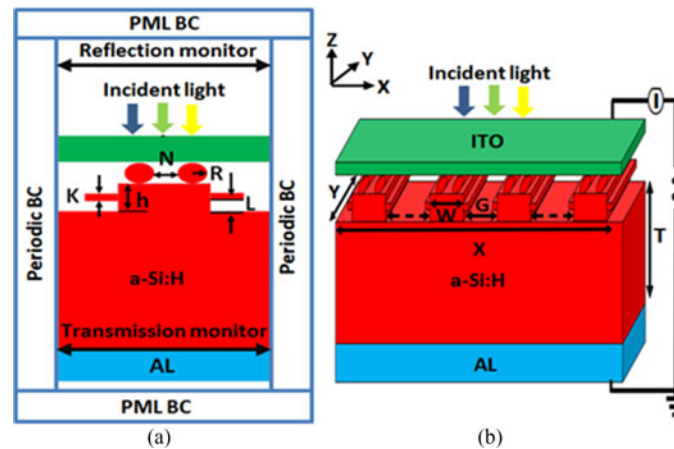 PML BC
Reflection monitor
Incident light
N
R
K
h
L
a-Si:H
Transmission monitor
AL
PML BC
Periodic BC
Periodic BC
(a)
Z
Y
X
Incident light
I
ITO
Y
W
G
X
T
a-Si:H
AL
(b)